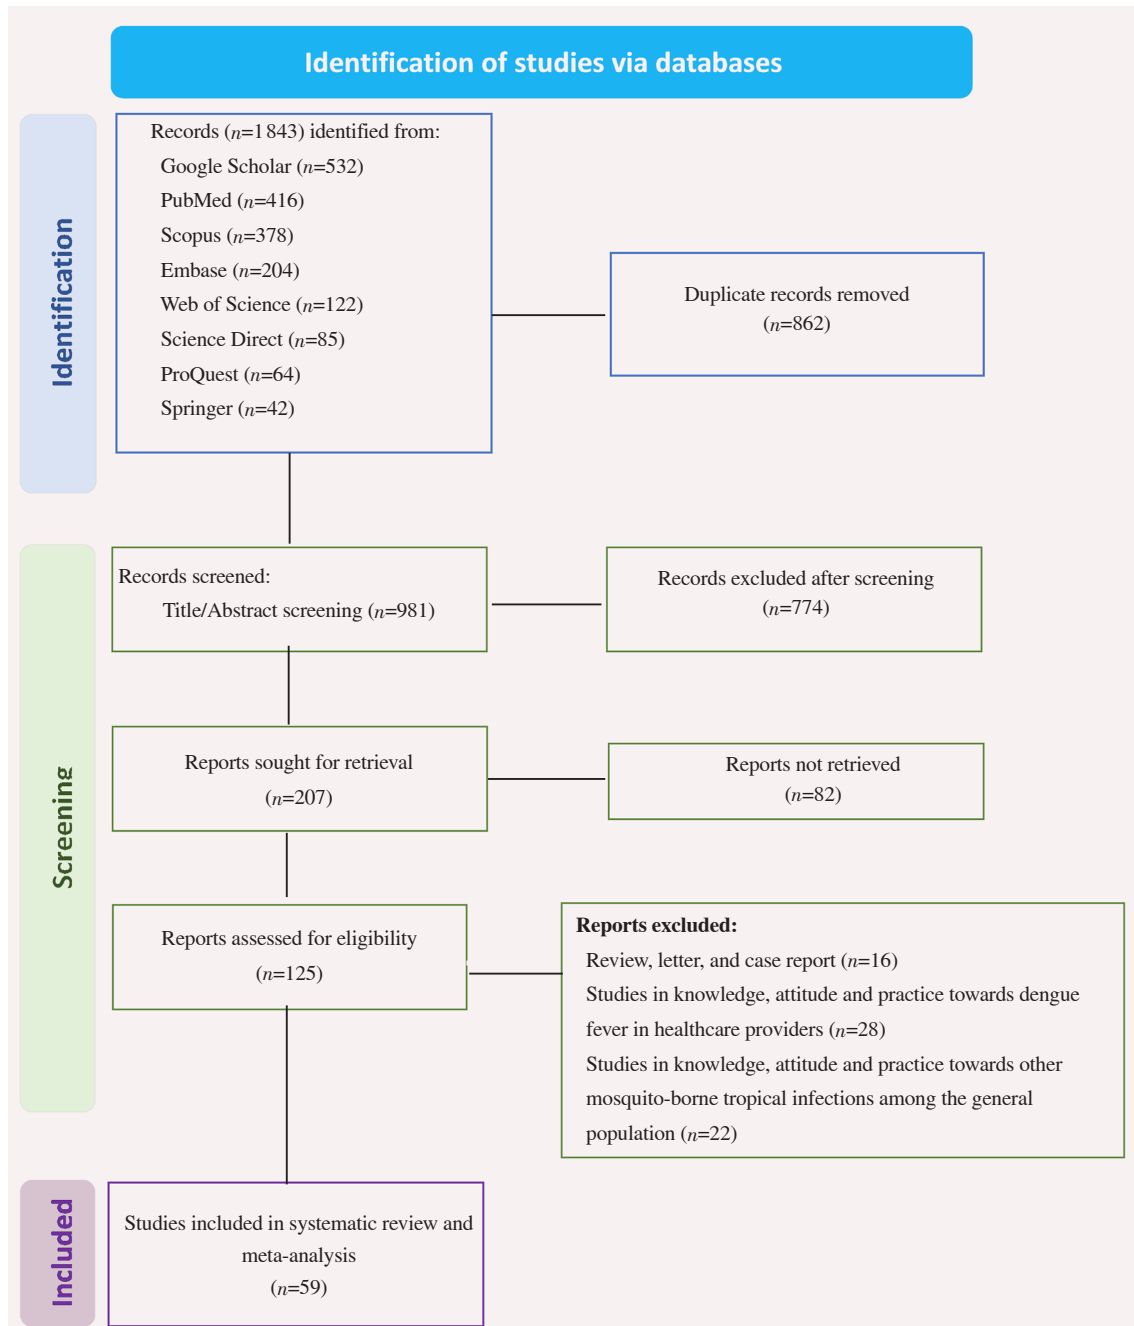 Identification of studies via databases
Identification
Records (n=1843) identified from:
Google Scholar (n=532)
PubMed (n=416)
Scopus (n=378)
Embase (n=204)
Web of Science (n=122)
Science Direct (n=85)
ProQuest (n=64)
Springer (n=42)
Duplicate records removed
(n=862)
Screening
Records screened:
Title/Abstract screening (n=981)
Records excluded after screening
(n=774)
Reports sought for retrieval
(n=207)
Reports not retrieved
(n=82)
Reports assessed for eligibility
(n=125)
Reports excluded:
Review, letter, and case report (n=16)
Studies in knowledge, attitude and practice towards dengue
fever in healthcare providers (n=28)
Studies in knowledge, attitude and practice towards other
mosquito-borne tropical infections among the general
population (n=22)
Included
Studies included in systematic review and
meta-analysis
(n=59)